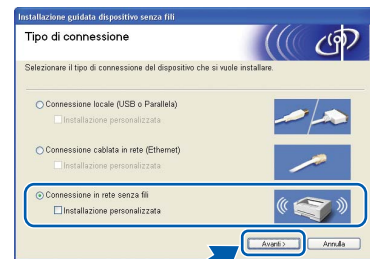 Installazione guidata dispositivo senza fili
Tipo di connessione
Selezionare il tipo di connessione del dispositivo che si vuole installare.
Connessione locale (USB o Parallela)
Installazione personalizzata
Connessione cablata in rete (Ethernet)
Installazione personalizzata
Connessione in rete senza fili
Installazione personalizzata
Avanti >
Annulla